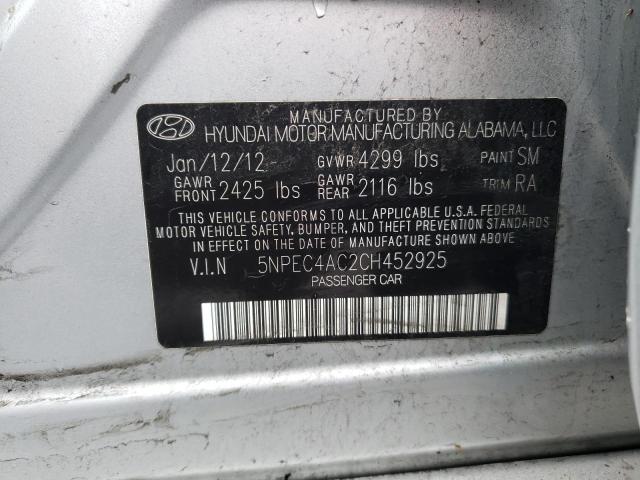 MANUFACTURED BY
HYUNDAI MOTOR MANUFACTURING ALABAMA, LLC
Jan/12/12 GVWR 4299 lbs PAINT SM
GAWR FRONT 2425 lbs GAWR REAR 2116 lbs TRIM RA
THIS VEHICLE CONFORMS TO ALL APPLICABLE U.S.A. FEDERAL
MOTOR VEHICLE SAFETY, BUMPER, AND THEFT PREVENTION STANDARDS
IN EFFECT ON THE DATE OF MANUFACTURE SHOWN ABOVE
V.I.N 5NPEC4AC2CH452925
PASSENGER CAR